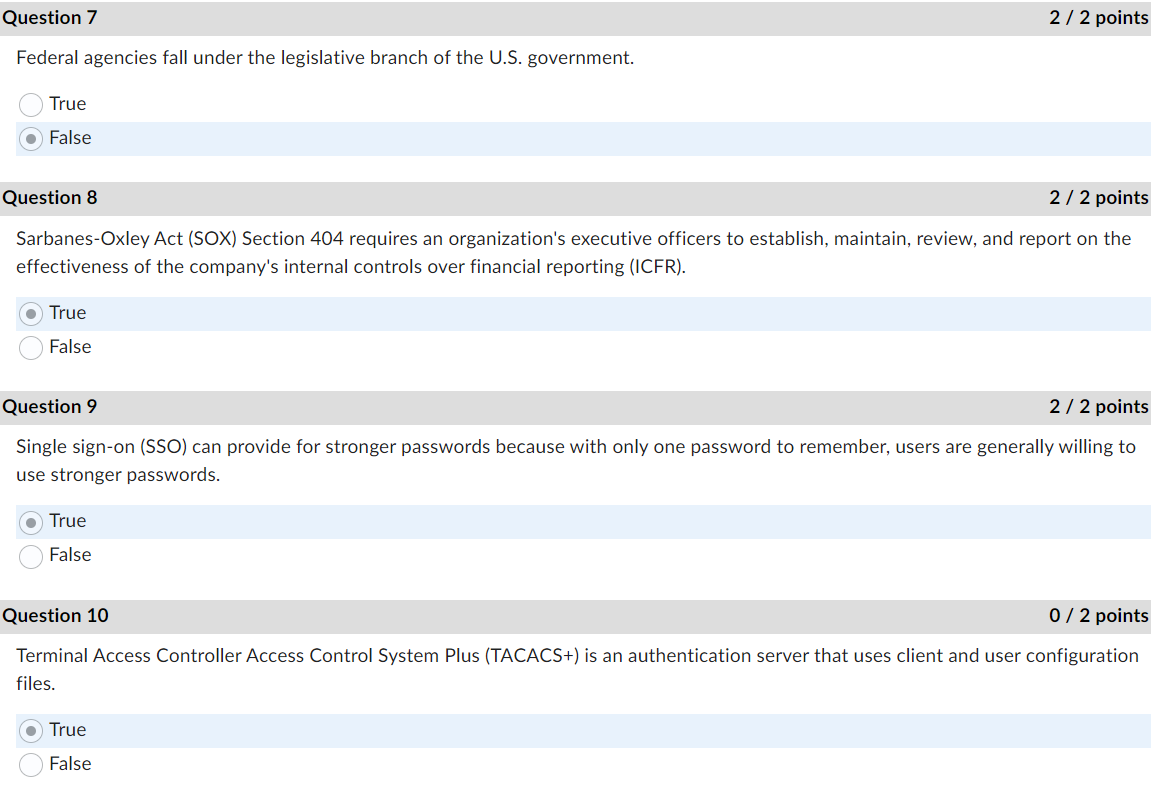 Question 7 2 / 2 points
Federal agencies fall under the legislative branch of the U.S. government.
True
False
Question 8 2 / 2 points
Sarbanes-Oxley Act (SOX) Section 404 requires an organization's executive officers to establish, maintain, review, and report on the
effectiveness of the company's internal controls over financial reporting (ICFR).
True
False
Question 9 2 / 2 points
Single sign-on (SSO) can provide for stronger passwords because with only one password to remember, users are generally willing to
use stronger passwords.
True
False
Question 10 0 / 2 points
Terminal Access Controller Access Control System Plus (TACACS+) is an authentication server that uses client and user configuration
files.
True
False